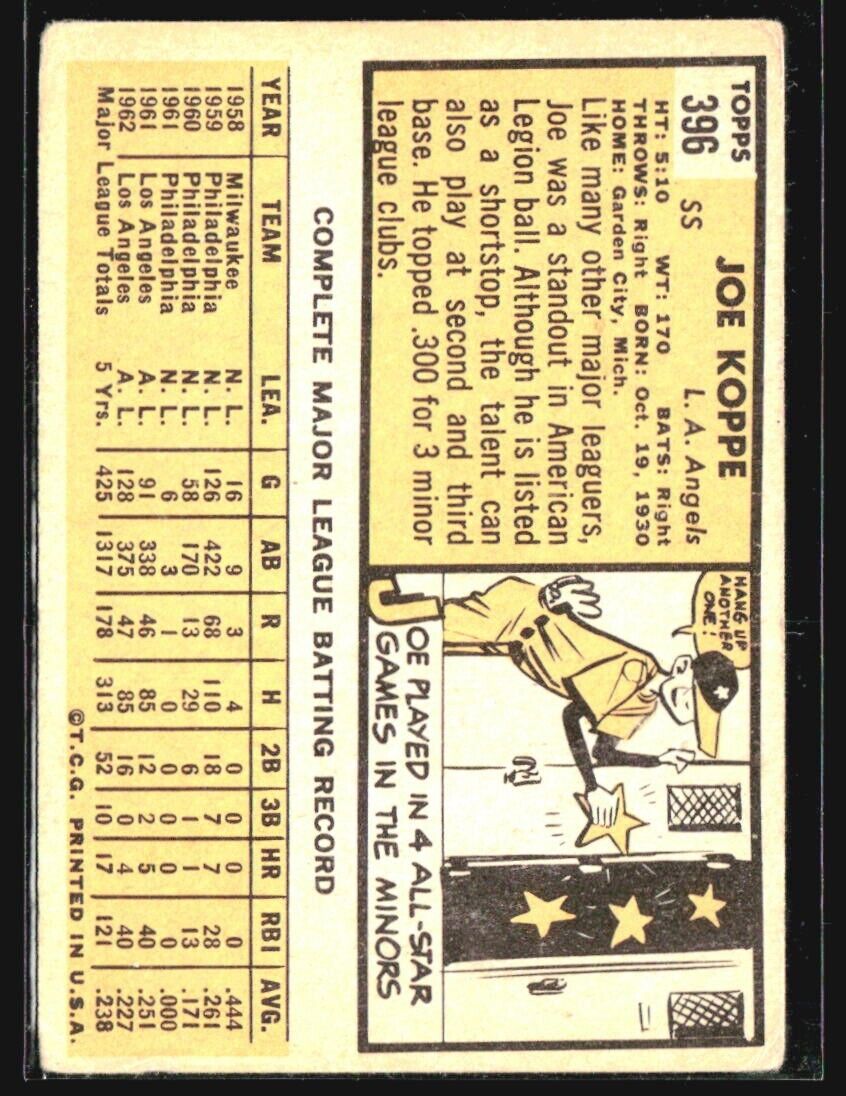 TOPPS
396
JOE KOPPE
SS L. A. Angels
HT: 5:10 WT: 170 BATS: Right
THROWS: Right BORN: Oct. 19, 1930
HOME: Garden City, Mich.
Like many other major leaguers,
Joe was a standout in American
Legion ball. Although he is listed
as a shortstop, the talent can
also play at second and third
base. He topped .300 for 3 minor
league clubs.
HANG UP
ANOTHER
ONE!
JOE PLAYED IN 4 ALL-STAR
GAMES IN THE MINORS
COMPLETE MAJOR LEAGUE BATTING RECORD
YEAR TEAM LEA. G AB R H 2B 3B HR RBI AVG.
1958 Milwaukee N. L. 16 9 3 4 0 0 0 0 .444
1959 Philadelphia N. L. 126 422 68 110 18 7 7 28 .261
1960 Philadelphia N. L. 58 170 13 29 6 1 1 13 .171
1961 Philadelphia N. L. 6 3 1 0 0 0 0 0 .000
1961 Los Angeles A. L. 91 338 46 85 12 2 5 40 .251
1962 Los Angeles A. L. 128 375 47 85 16 0 4 40 .227
Major League Totals 5 Yrs. 425 1317 178 313 52 10 17 121 .238
©T.C.G. PRINTED IN U.S.A.